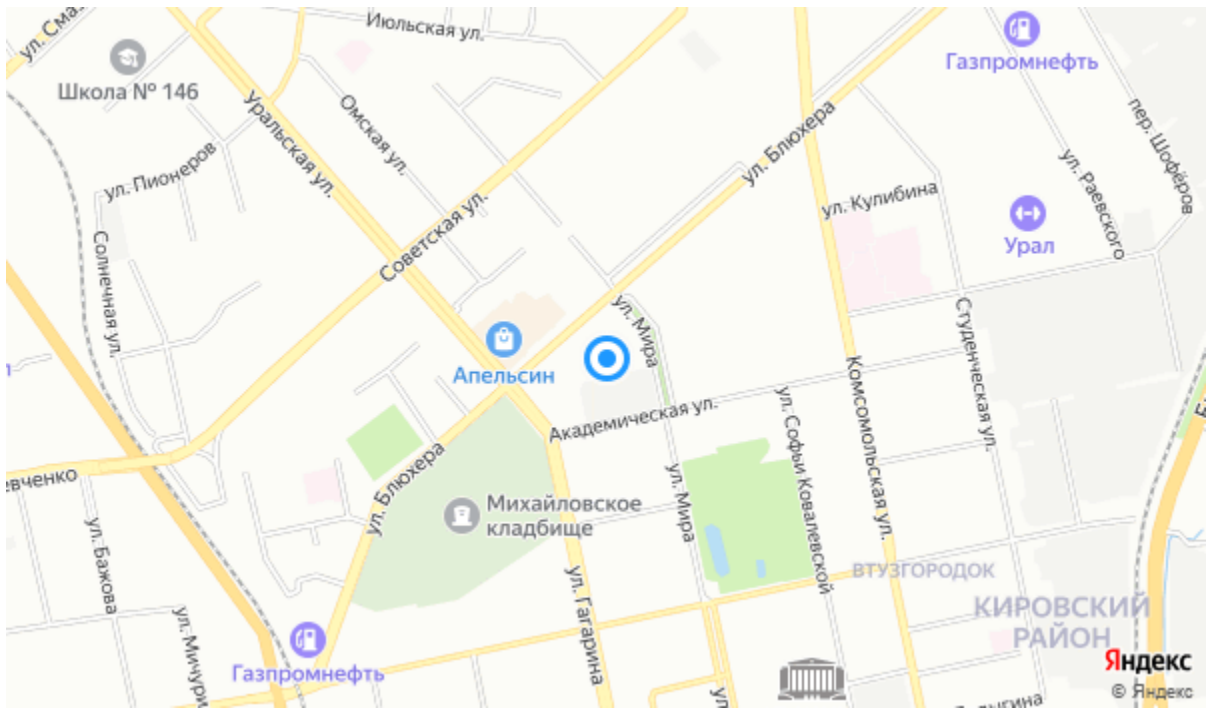 ул. Сма
Июльская ул.
Газпромнефть
Школа № 146
Уральская ул.
Омская ул.
ул. Блюхера
пер. Шофёров
ул. Пионеров
ул. Раевского
ул. Кулибина
Урал
Советская ул.
Солнечная ул.
ул. Мира
Студенческая ул.
Апельсин
Комсомольская ул.
Академическая ул.
ул. Софьи Ковалевской
евченко
ул. Блюхера
Михайловское
кладбище
ул. Мира
ул. Бажова
ВТУЗГОРОДОК
ул. Гагарина
КИРОВСКИЙ
РАЙОН
ул. Мичури
Газпромнефть
Яндекс
© Яндекс
ул.